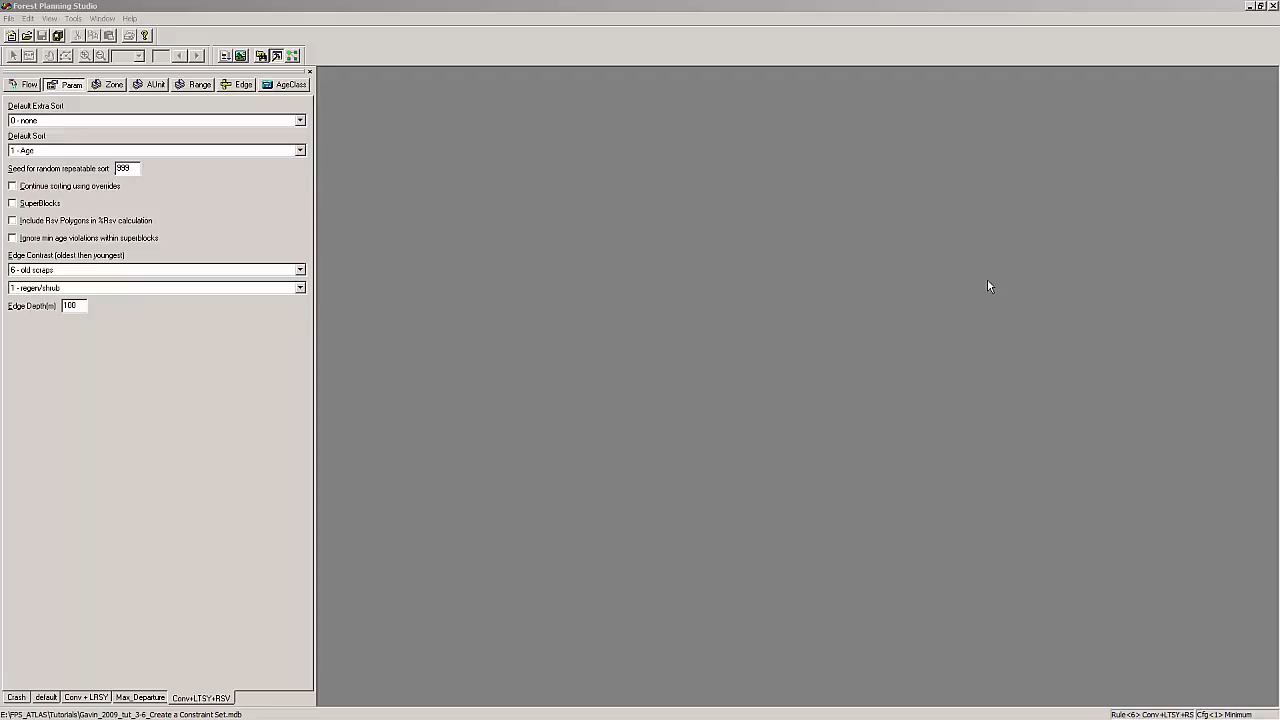 Forest Planning Studio
File Edit View Tools Window Help
Flow Param Zone AUnit Range Edge AgeClass
Default Extra Sort
0 - none
Default Sort
1 - Age
Seed for random repeatable sort 999
Continue sorting using overrides
SuperBlocks
Include Rsv Polygons in %Rsv calculation
Ignore min age violations within superblocks
Edge Contrast (oldest then youngest)
6 - old scraps
1 - regen/shrub
Edge Depth(m) 100
Crash default Conv + LRSY Max_Departure Conv+LTSY+RSV
E:\FPS_ATLAS\Tutorials\Gavin_2009_tut_3-6_Create a Constraint Set.mdb
Rule<6> Conv+LTSY+RS Cfg<1> Minimum